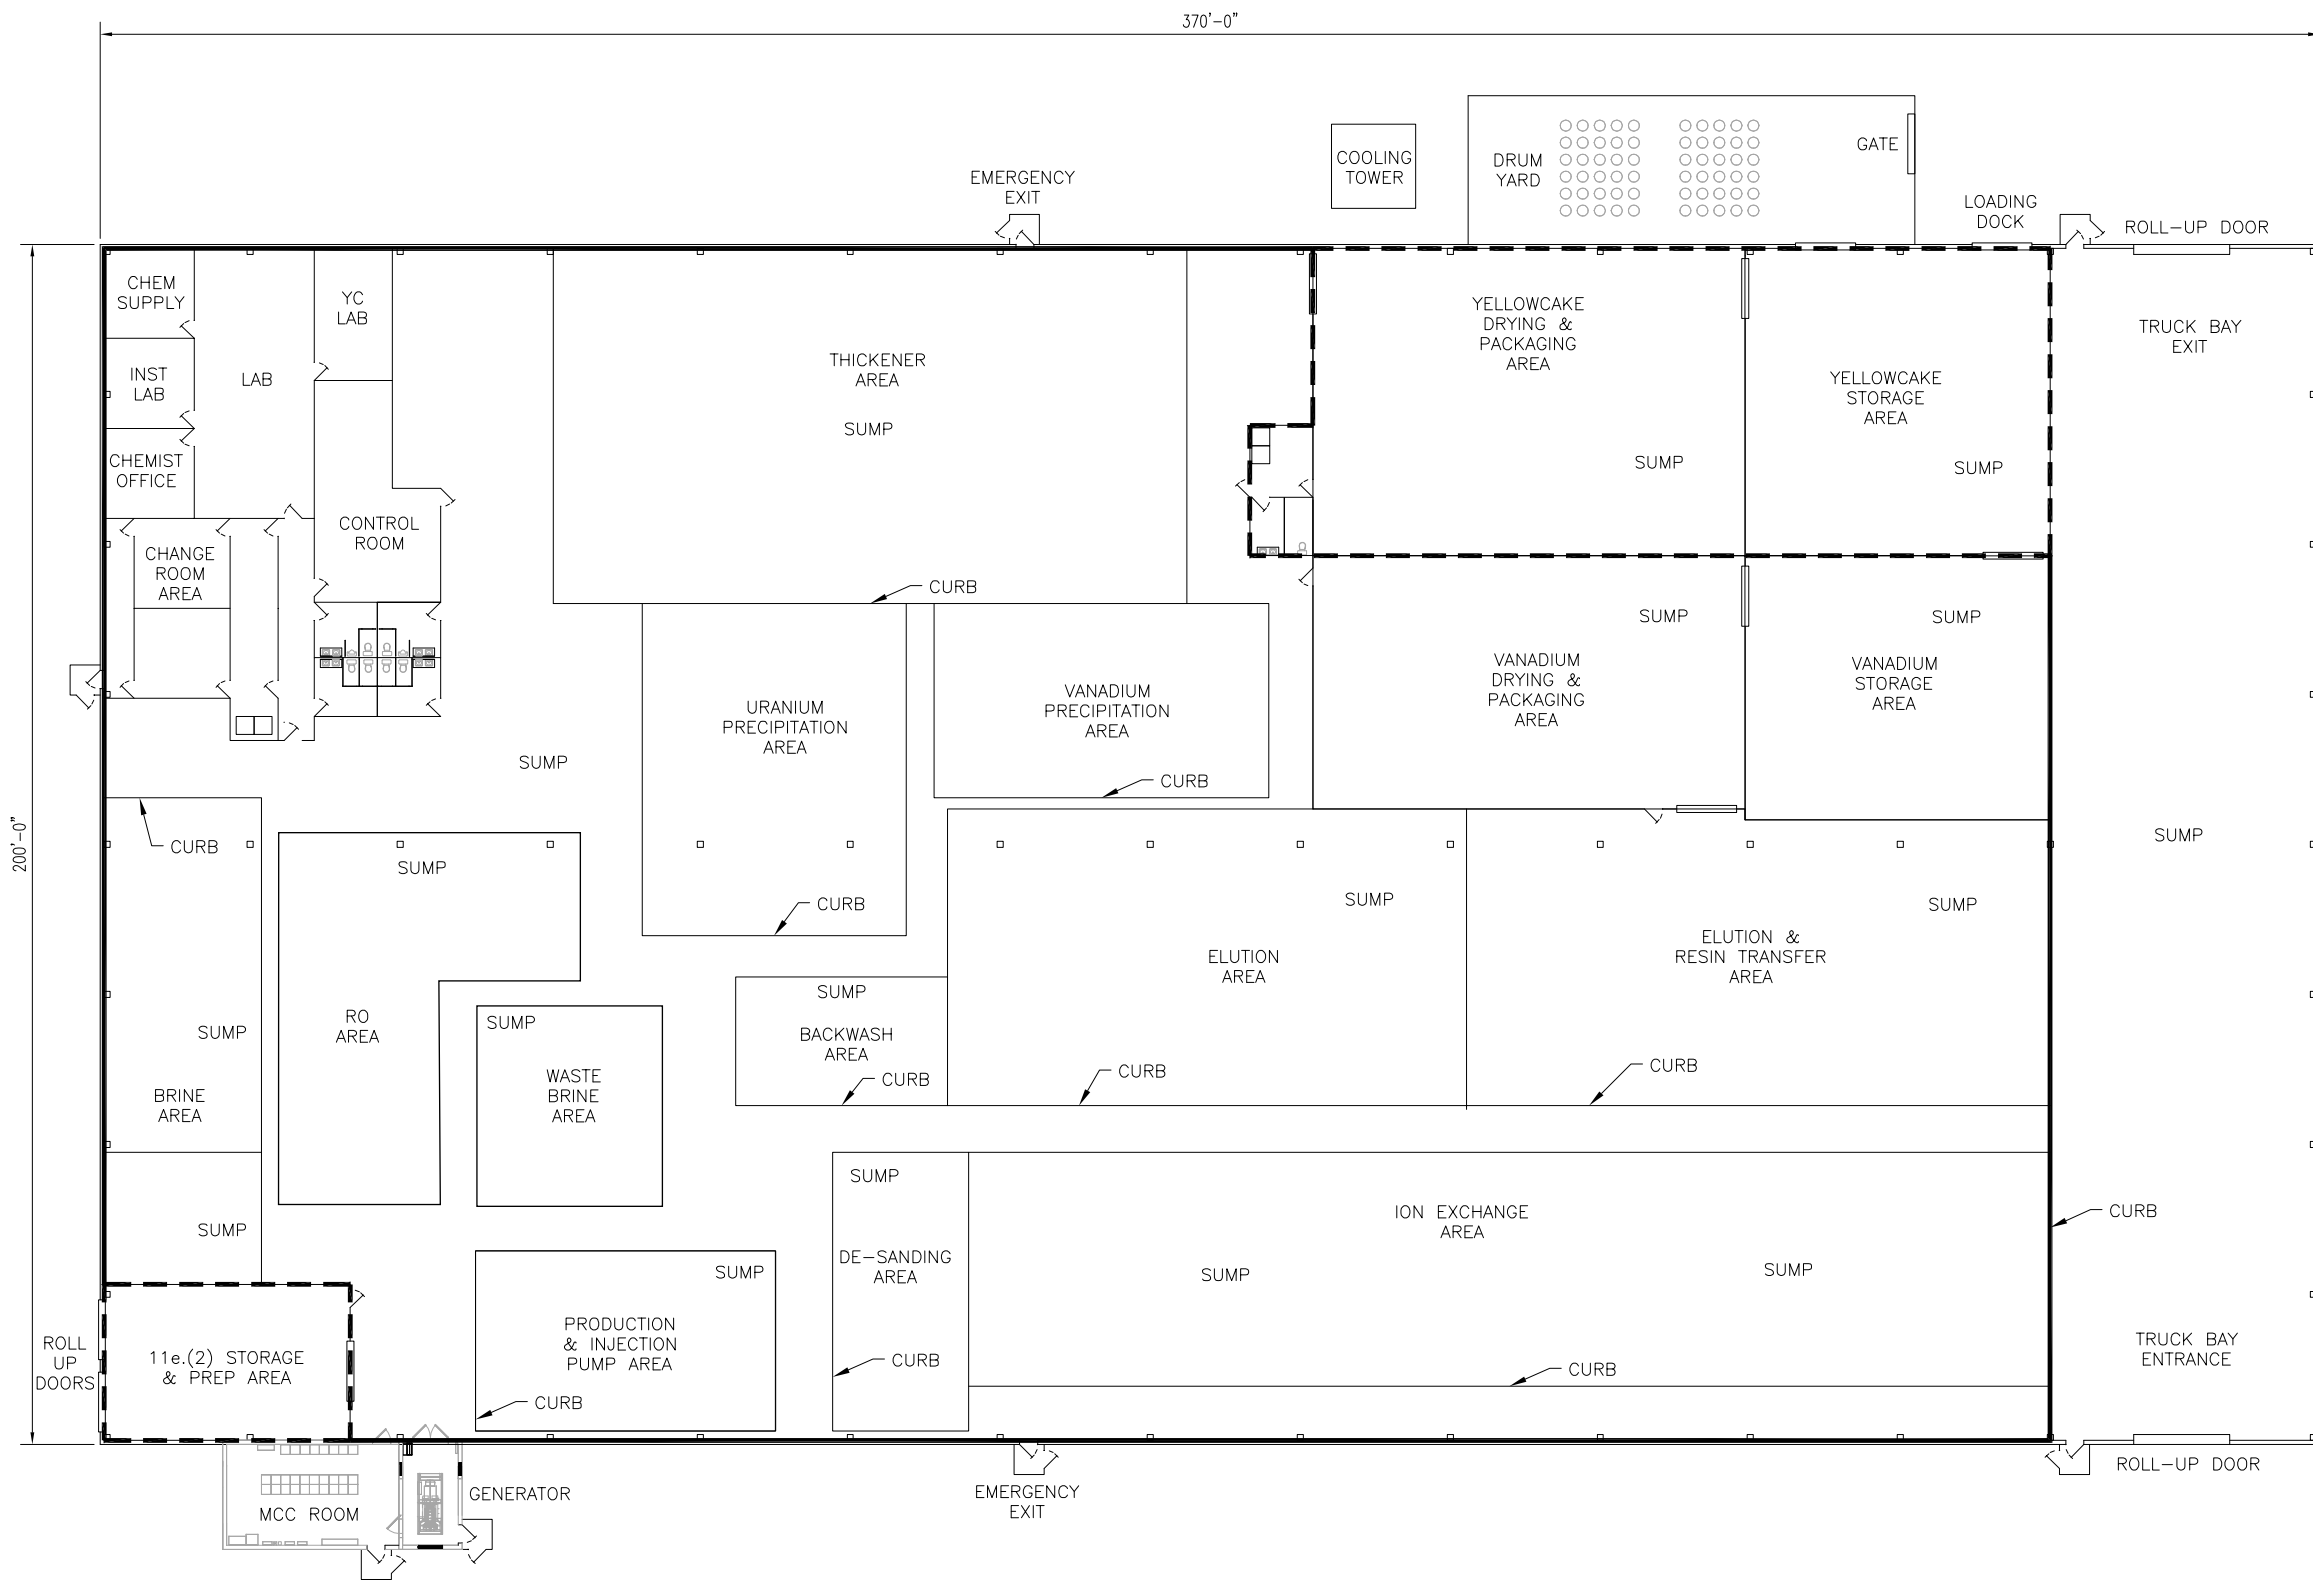 370'-0"
COOLING
TOWER
DRUM
YARD
GATE
EMERGENCY
EXIT
LOADING
DOCK
ROLL-UP DOOR
CHEM
SUPPLY
YC
LAB
YELLOWCAKE
DRYING &
PACKAGING
AREA
TRUCK BAY
EXIT
THICKENER
AREA
INST
LAB
LAB
YELLOWCAKE
STORAGE
AREA
SUMP
CHEMIST
OFFICE
SUMP
SUMP
CONTROL
ROOM
CHANGE
ROOM
AREA
CURB
SUMP
SUMP
VANADIUM
DRYING &
PACKAGING
AREA
VANADIUM
STORAGE
AREA
URANIUM
PRECIPITATION
AREA
VANADIUM
PRECIPITATION
AREA
SUMP
CURB
200'-0"
CURB
SUMP
SUMP
CURB
SUMP
SUMP
ELUTION
AREA
ELUTION &
RESIN TRANSFER
AREA
SUMP
BACKWASH
AREA
CURB
CURB
CURB
RO
AREA
SUMP
SUMP
WASTE
BRINE
AREA
BRINE
AREA
SUMP
SUMP
DE-SANDING
AREA
CURB
ION EXCHANGE
AREA
SUMP
SUMP
CURB
CURB
SUMP
PRODUCTION
& INJECTION
PUMP AREA
CURB
ROLL
UP
DOORS
11e.(2) STORAGE
& PREP AREA
TRUCK BAY
ENTRANCE
ROLL-UP DOOR
EMERGENCY
EXIT
GENERATOR
MCC ROOM